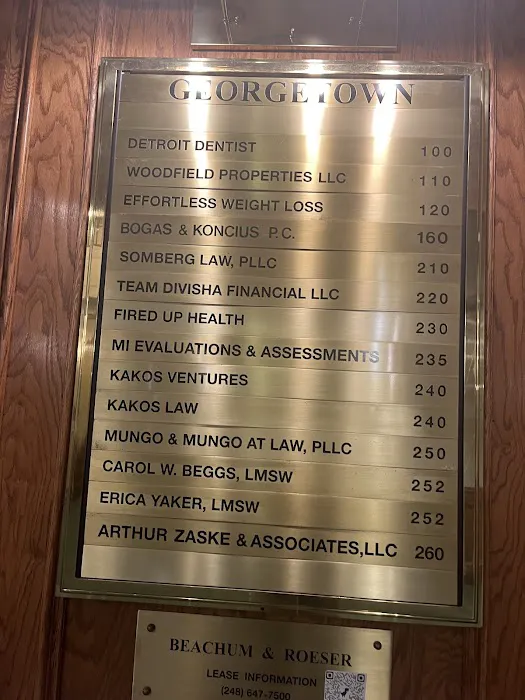 GEORGETOWN
DETROIT DENTIST 100
WOODFIELD PROPERTIES LLC 110
EFFORTLESS WEIGHT LOSS 120
BOGAS & KONCIUS P.C. 160
SOMBERG LAW, PLLC 210
TEAM DIVISHA FINANCIAL LLC 220
FIRED UP HEALTH 230
MI EVALUATIONS & ASSESSMENTS 235
KAKOS VENTURES 240
KAKOS LAW 240
MUNGO & MUNGO AT LAW, PLLC 250
CAROL W. BEGGS, LMSW 252
ERICA YAKER, LMSW 252
ARTHUR ZASKE & ASSOCIATES,LLC 260
BEACHUM & ROESER
LEASE INFORMATION
(248) 647-7500